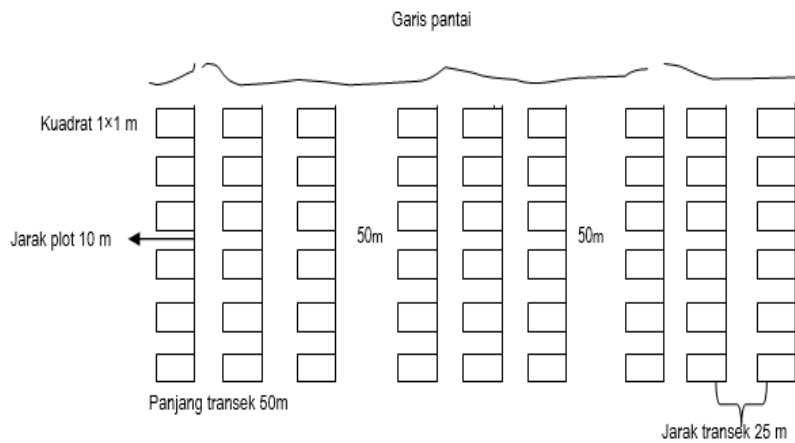 Garis pantai
Kuadrat 1×1 m
Jarak plot 10 m
50m
50m
Panjang transek 50m
Jarak transek 25 m